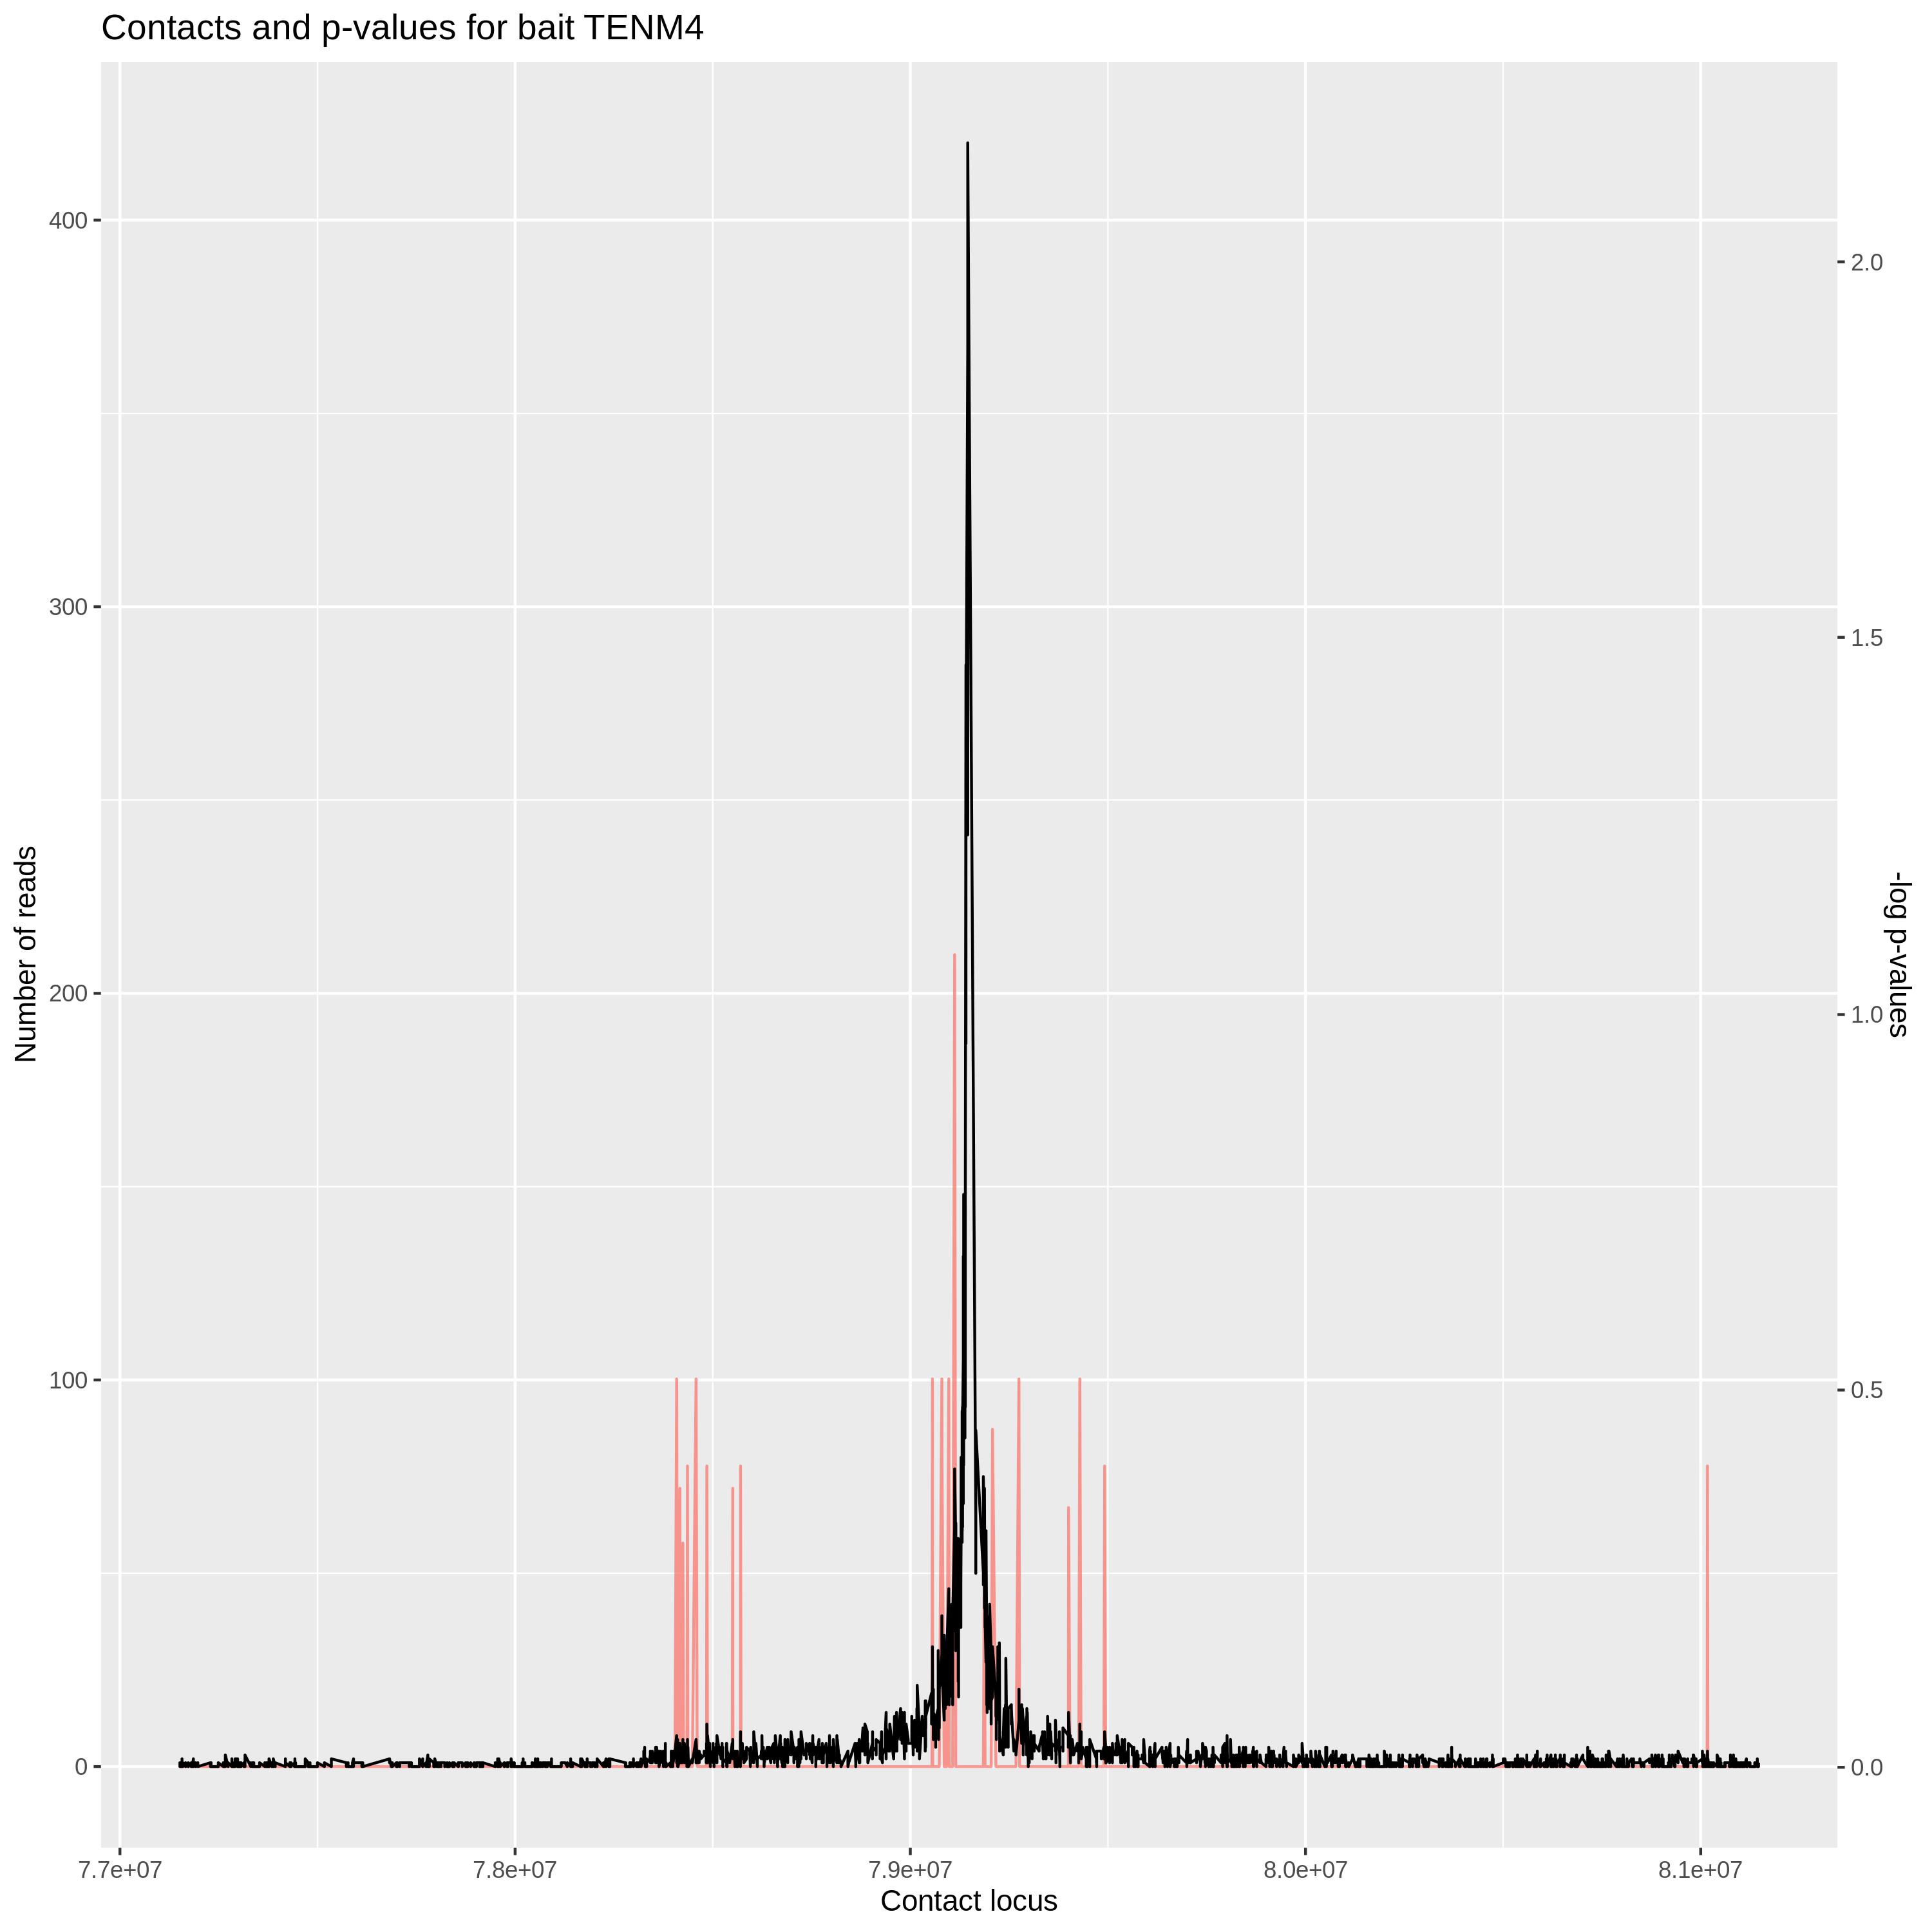 Contacts and p-values for bait TENM4
400
300
200
100
0
Number of reads
2.0
1.5
1.0
0.5
0.0
-log p-values
7.7e+07
7.8e+07
7.9e+07
8.0e+07
8.1e+07
Contact locus